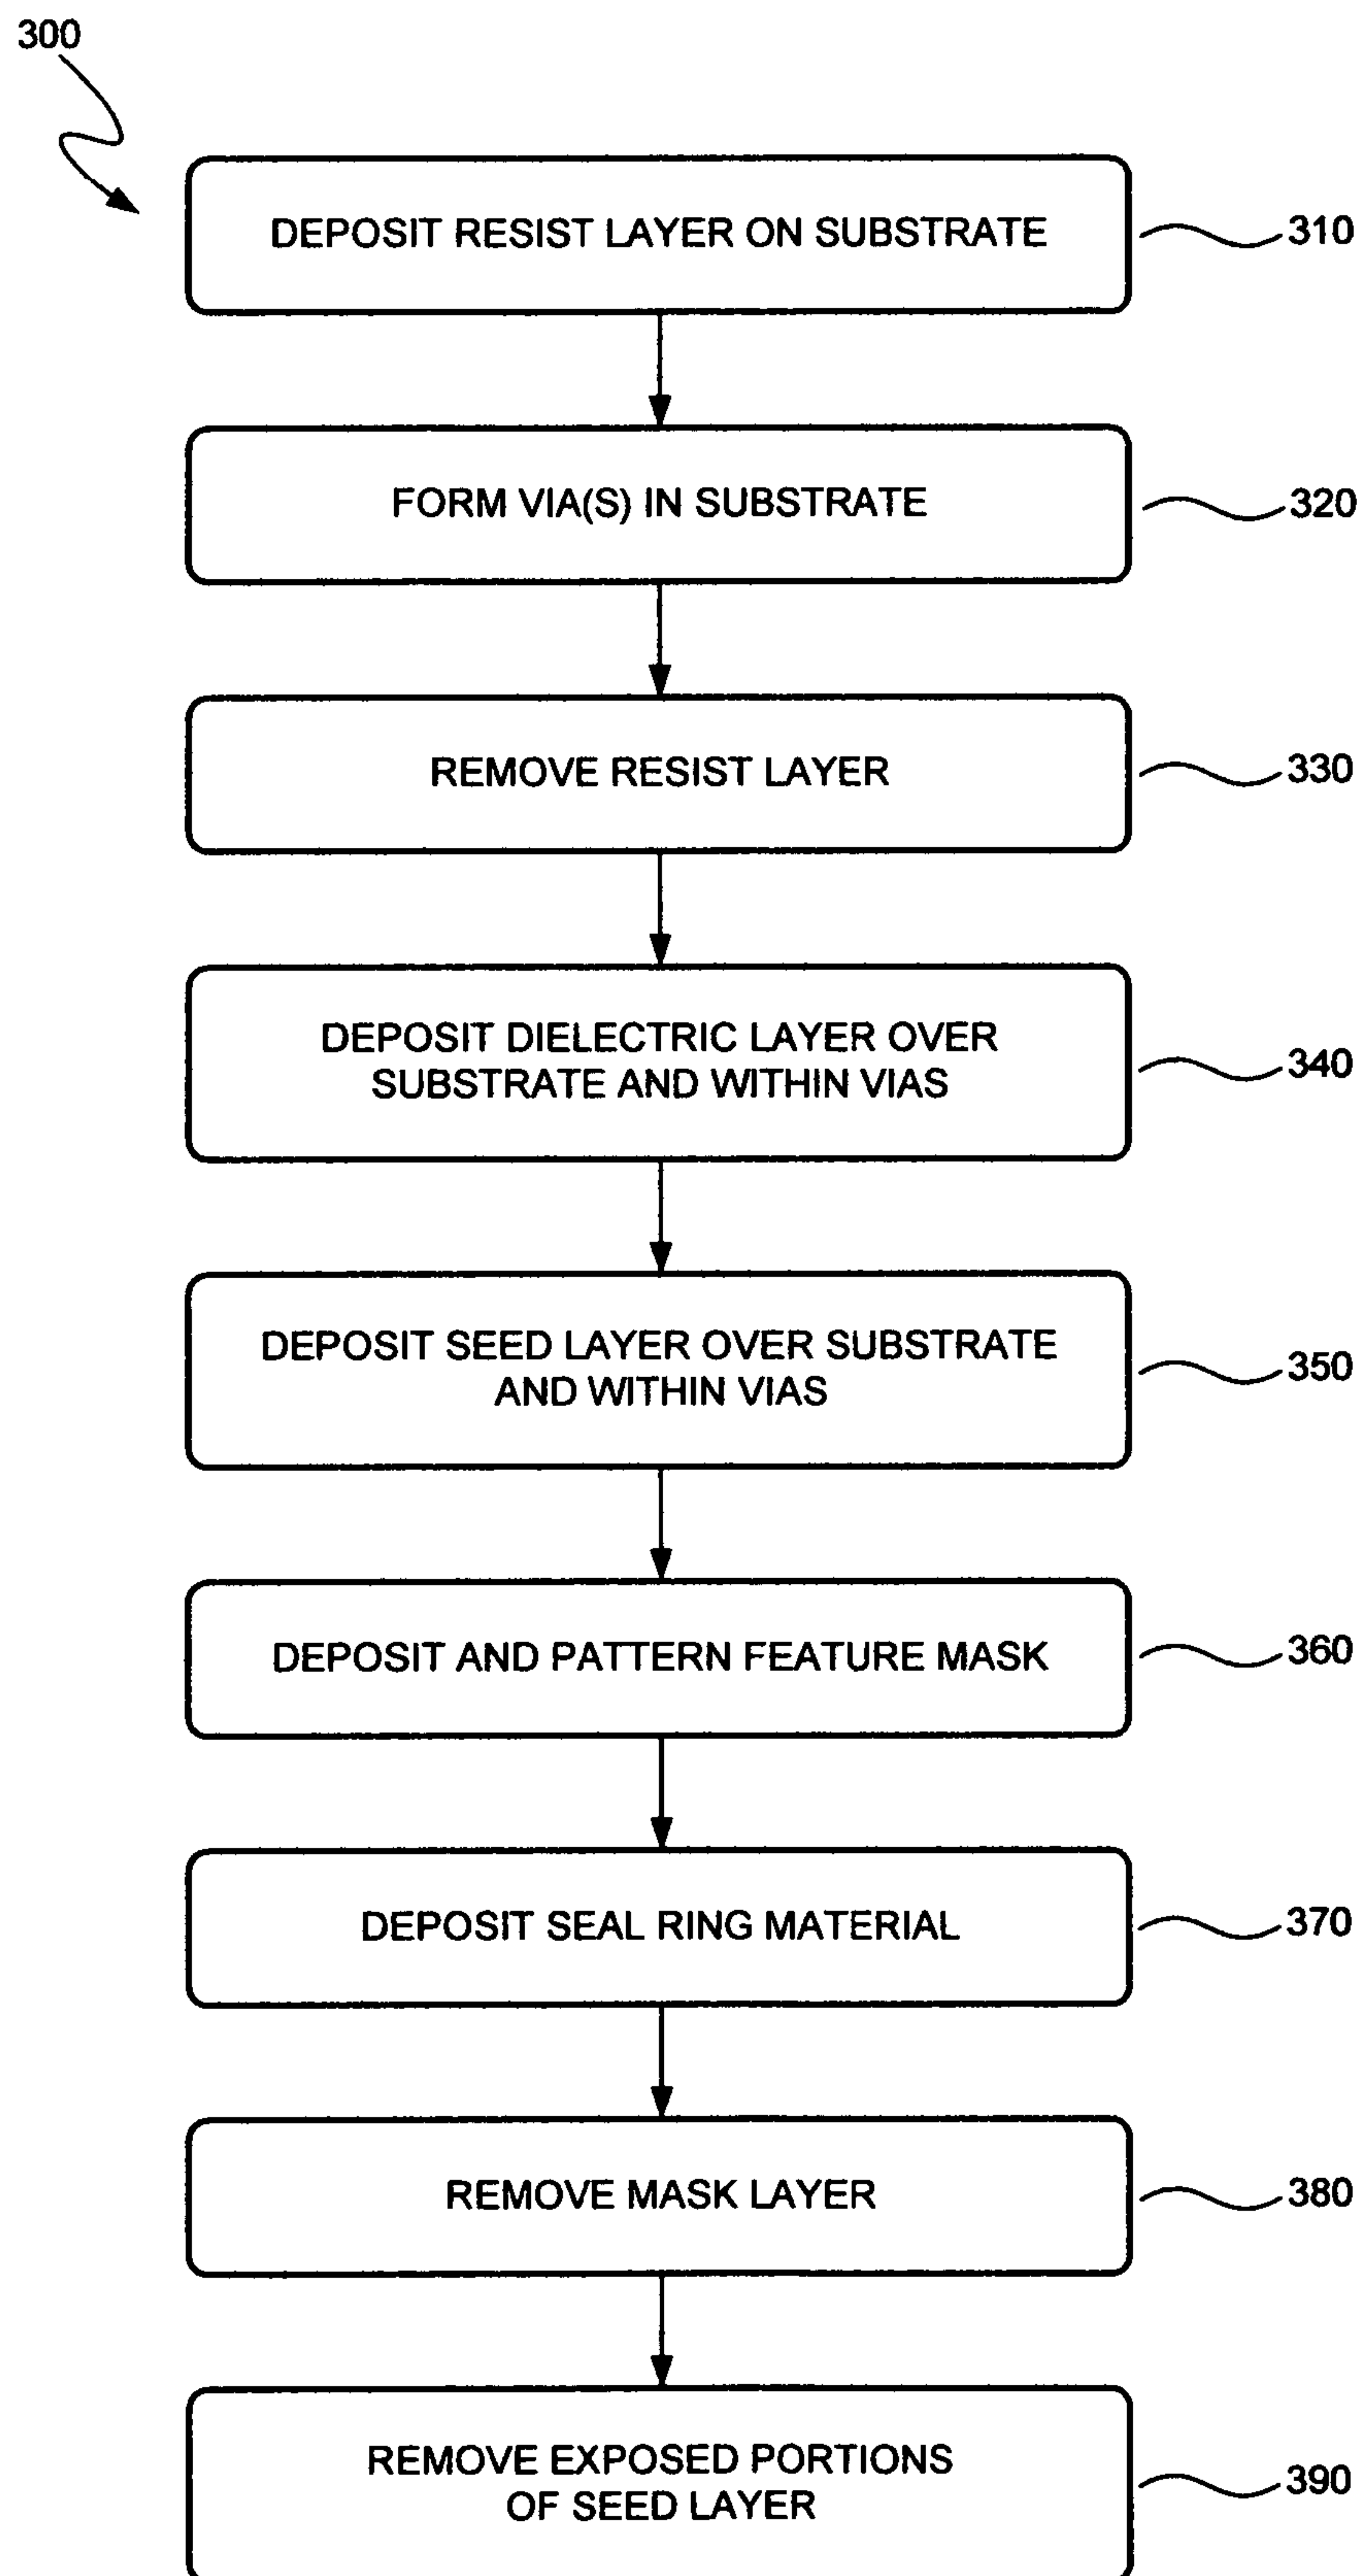 300
DEPOSIT RESIST LAYER ON SUBSTRATE
310
FORM VIA(S) IN SUBSTRATE
320
REMOVE RESIST LAYER
330
DEPOSIT DIELECTRIC LAYER OVER
SUBSTRATE AND WITHIN VIAS
340
DEPOSIT SEED LAYER OVER SUBSTRATE
AND WITHIN VIAS
350
DEPOSIT AND PATTERN FEATURE MASK
360
DEPOSIT SEAL RING MATERIAL
370
REMOVE MASK LAYER
380
REMOVE EXPOSED PORTIONS
OF SEED LAYER
390